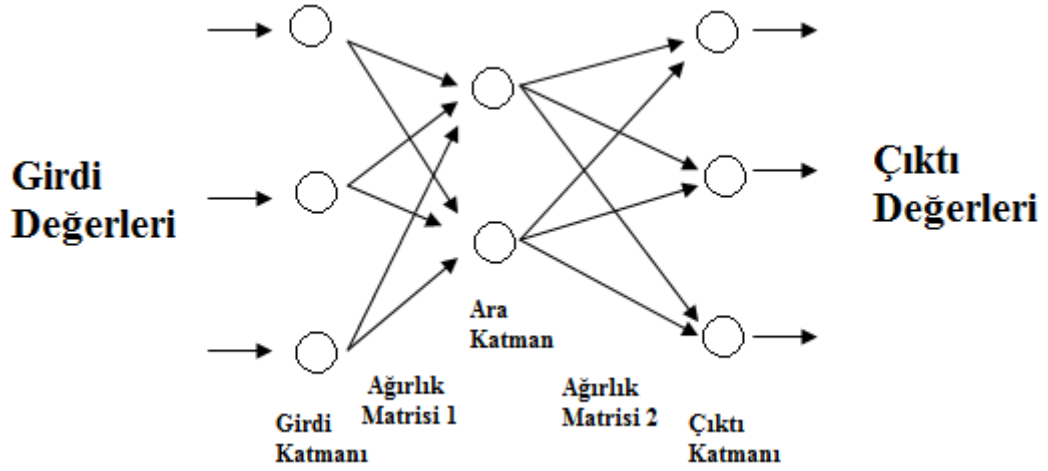 Girdi
Değerleri
Çıktı
Değerleri
Ara
Katman
Ağırlık
Matrisi 1
Ağırlık
Matrisi 2
Girdi
Katmanı
Çıktı
Katmanı